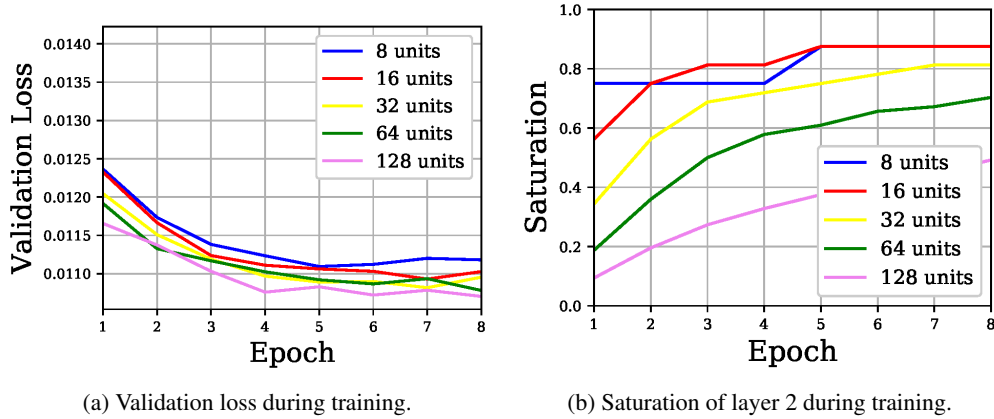 0.0140
0.0135
0.0130
0.0125
0.0120
0.0115
0.0110
Validation Loss
8 units
16 units
32 units
64 units
128 units
1 2 3 4 5 6 7 8
Epoch
(a) Validation loss during training.
1.0
0.8
0.6
0.4
0.2
0.0
Saturation
8 units
16 units
32 units
64 units
128 units
1 2 3 4 5 6 7 8
Epoch
(b) Saturation of layer 2 during training.